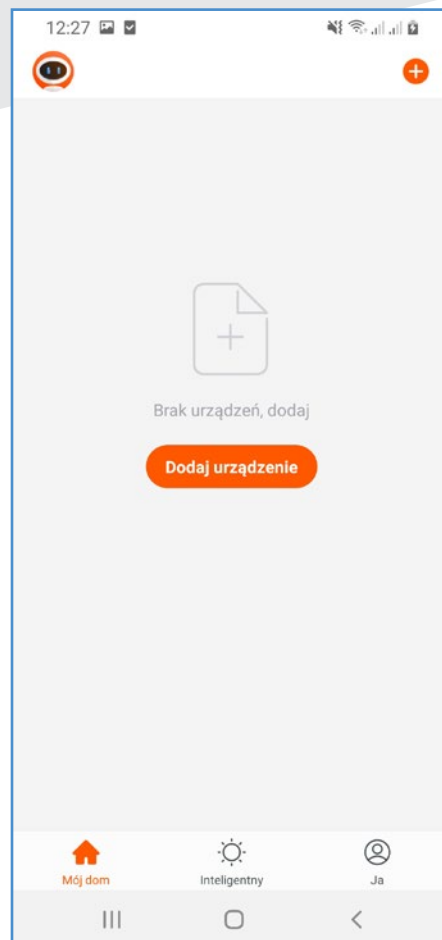 12:27
Brak urządzeń, dodaj
Dodaj urządzenie
Mój dom
Inteligentny
Ja